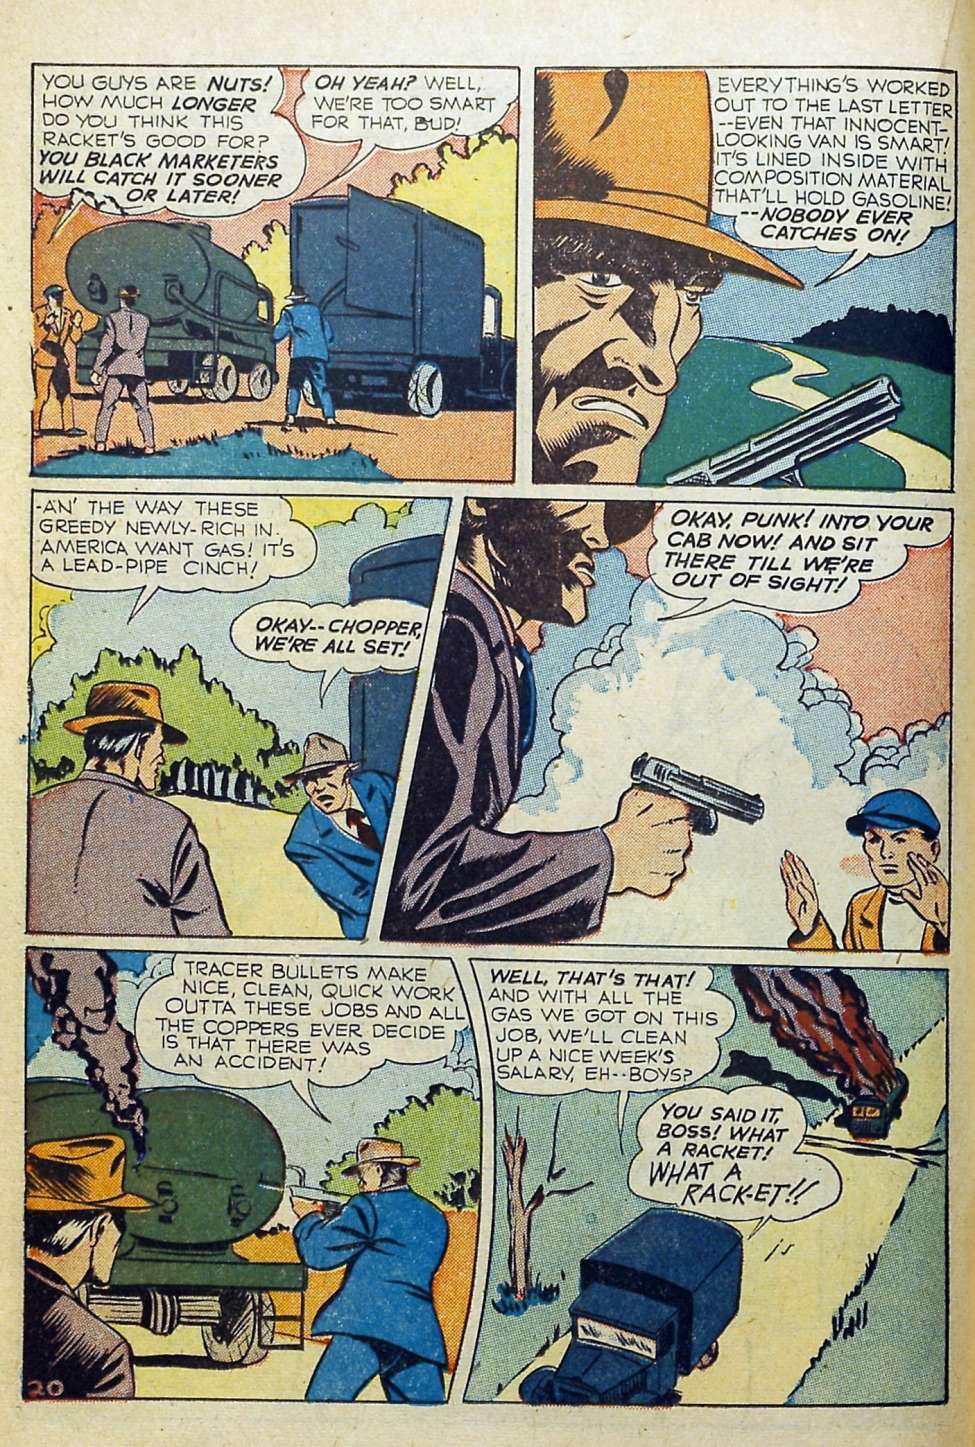 YOU GUYS ARE NUTS!
HOW MUCH LONGER
DO YOU THINK THIS
RACKET'S GOOD FOR?
YOU BLACK MARKETERS
WILL CATCH IT SOONER
OR LATER!
OH YEAH? WELL,
WE'RE TOO SMART
FOR THAT, BUD!
EVERYTHING'S WORKED
OUT TO THE LAST LETTER
--EVEN THAT INNOCENT-
LOOKING VAN IS SMART!
IT'S LINED INSIDE WITH
COMPOSITION MATERIAL
THAT'LL HOLD GASOLINE!
--NOBODY EVER
CATCHES ON!
-AN' THE WAY THESE
GREEDY NEWLY-RICH IN
AMERICA WANT GAS! IT'S
A LEAD-PIPE CINCH!
OKAY--CHOPPER,
WE'RE ALL SET!
OKAY, PUNK! INTO YOUR
CAB NOW! AND SIT
THERE TILL WE'RE
OUT OF SIGHT!
TRACER BULLETS MAKE
NICE, CLEAN, QUICK WORK
OUTTA THESE JOBS AND ALL
THE COPPERS EVER DECIDE
IS THAT THERE WAS
AN ACCIDENT!
WELL, THAT'S THAT!
AND WITH ALL THE
GAS WE GOT ON THIS
JOB, WE'LL CLEAN
UP A NICE WEEK'S
SALARY, EH--BOYS?
YOU SAID IT,
BOSS! WHAT
A RACKET!
WHAT A
RACK-ET!!
20